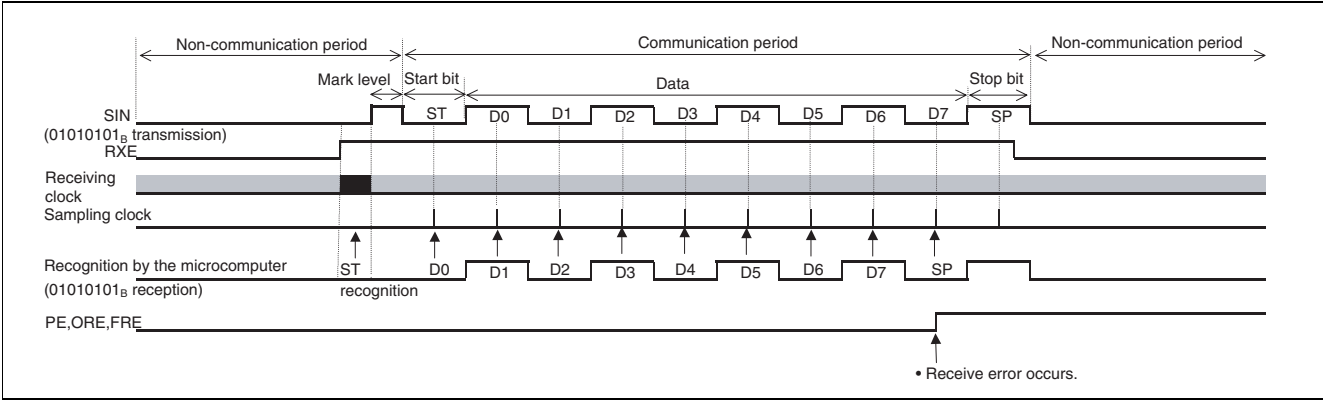 Non-communication period Communication period Non-communication period
Mark level Start bit Data Stop bit
SIN ST D0 D1 D2 D3 D4 D5 D6 D7 SP
(01010101B transmission)
RXE
Receiving
clock
Sampling clock
Recognition by the microcomputer ST D0 D1 D2 D3 D4 D5 D6 D7 SP
(01010101B reception) recognition
PE,ORE,FRE
• Receive error occurs.